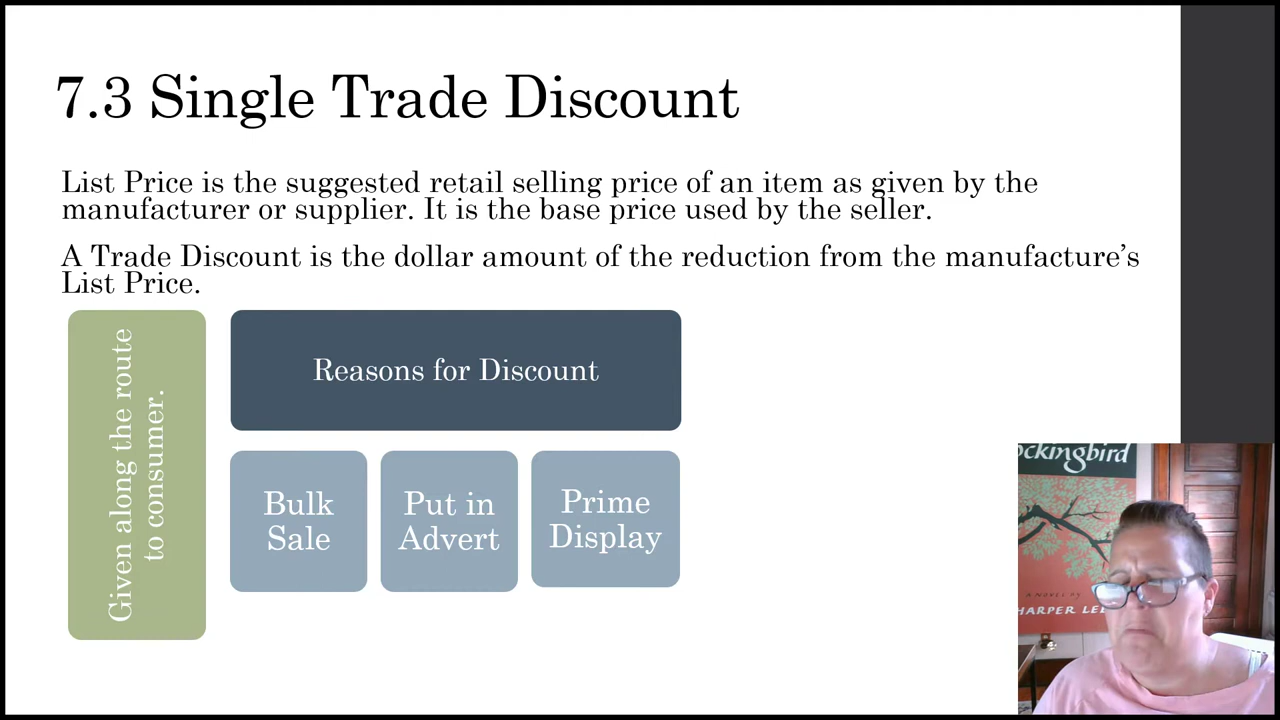 7.3 Single Trade Discount
List Price is the suggested retail selling price of an item as given by the
manufacturer or supplier. It is the base price used by the seller.
A Trade Discount is the dollar amount of the reduction from the manufacture’s
List Price.
Given along the route
to consumer.
Reasons for Discount
Bulk
Sale
Put in
Advert
Prime
Display
ockingbird
A NOVEL BY
HARPER LE